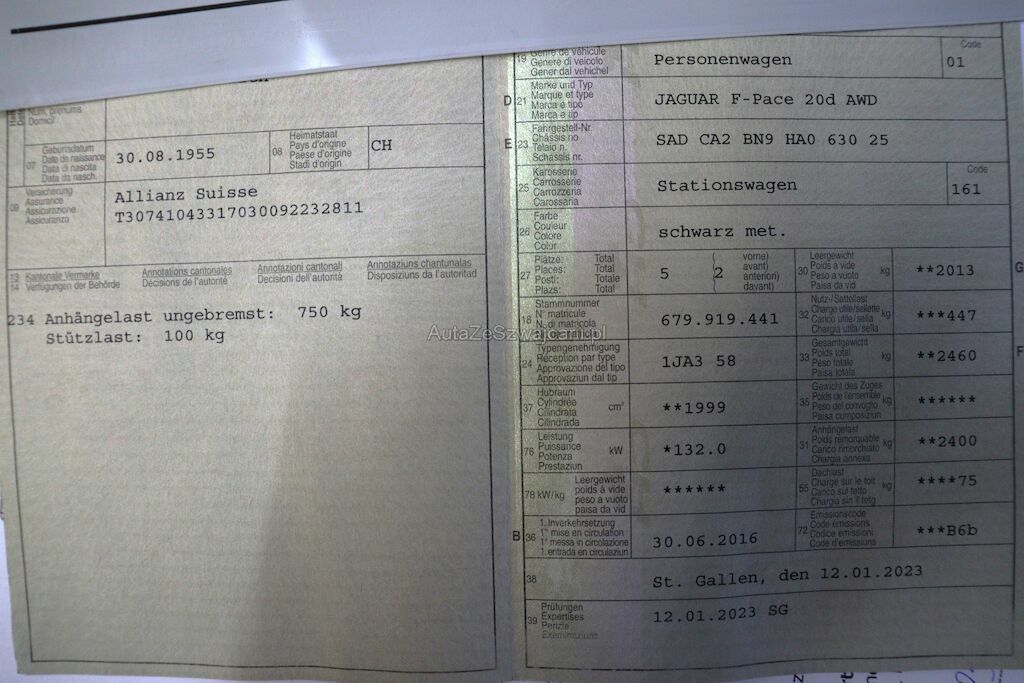 Nom, prénoms
Domicil
07 Geburtsdatum
Date de naissance
Data di nascita
Data da nasch.
30.08.1955
08 Heimatstaat
Pays d'origine
Paese d'origine
Stadi d'origin
CH
09 Versicherung
Assurance
Assicurazione
Assicuranza
Allianz Suisse
T30741043317030092232811
13 Kantonale Vermerke
14 Verfügungen der Behörde
Annotations cantonales
Décisions de l'autorité
Annotazioni cantonali
Decisioni dell'autorità
Annotaziuns chantunalas
Disposiziuns da l'autoritad
234 Anhängelast ungebremst: 750 kg
Stützlast: 100 kg
19 Genre de véhicule
Genere di veicolo
Gener dal vehichel
Personenwagen
Code
01
D 21 Marke und Typ
Marque et type
Marca e tipo
Marca e tip
JAGUAR F-Pace 20d AWD
E 23 Fahrgestell-Nr.
Châssis no
Telaio n.
Schassis nr.
SAD CA2 BN9 HA0 630 25
25 Karosserie
Carrosserie
Carrozzeria
Carossaria
Stationswagen
Code
161
26 Farbe
Couleur
Colore
Colur
schwarz met.
27 Plätze: Total
Places: Total
Posti: Totale
Plazs: Total
5 2
vorne)
avant)
anteriori)
davant)
30 Leergewicht
Poids à vide
Peso a vuoto
Paisa da vid
kg
**2013
G
18 Stammnummer
N° matricule
N. di matricola
679.919.441
32 Nutz-/Sattellast
Charge utile/sellette
Carico utile/sella
Chargia utila/sella
kg
***447
24 Typengenehmigung
Réception par type
Approvazione del tipo
Approvaziun dal tip
1JA3 58
33 Gesamtgewicht
Poids total
Peso totale
Paisa totala
kg
**2460
F
37 Hubraum
Cylindrée
Cilindrata
Cilindrada
cm³
**1999
35 Gewicht des Zuges
Poids de l'ensemble
Peso del convoglio
Paisa cumposiziun
kg
******
76 Leistung
Puissance
Potenza
Prestaziun
kW
*132.0
31 Anhängelast
Poids remorquable
Carico rimorchiato
Chargia annexa
kg
**2400
78 kW/kg
Leergewicht
poids à vide
peso a vuoto
paisa da vid
******
55 Dachlast
Charge sur le toit
Carico sul tetto
Chargia sin il tetg
kg
****75
B 36 1. Inverkehrsetzung
1re mise en circulation
1a messa in circolazione
1. entrada en circulaziun
30.06.2016
72 Emissionscode
Code émissions
Codice emissioni
Code d'emissiuns
***B6b
38
St. Gallen, den 12.01.2023
39 Prüfungen
Expertises
Perizie
Examinaziuns
12.01.2023 SG
AutaZeSzwajcarii.pl